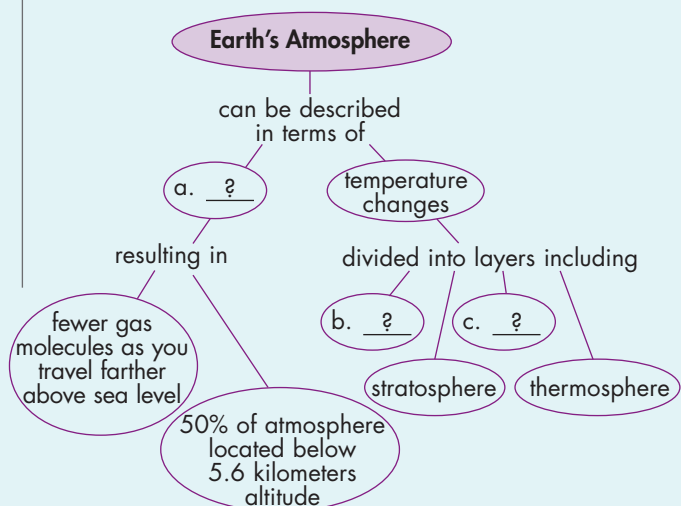 Earth's Atmosphere
can be described
in terms of
a. ?
temperature
changes
resulting in
divided into layers including
fewer gas
molecules as you
travel farther
above sea level
50% of atmosphere
located below
5.6 kilometers
altitude
b. ?
stratosphere
c. ?
thermosphere